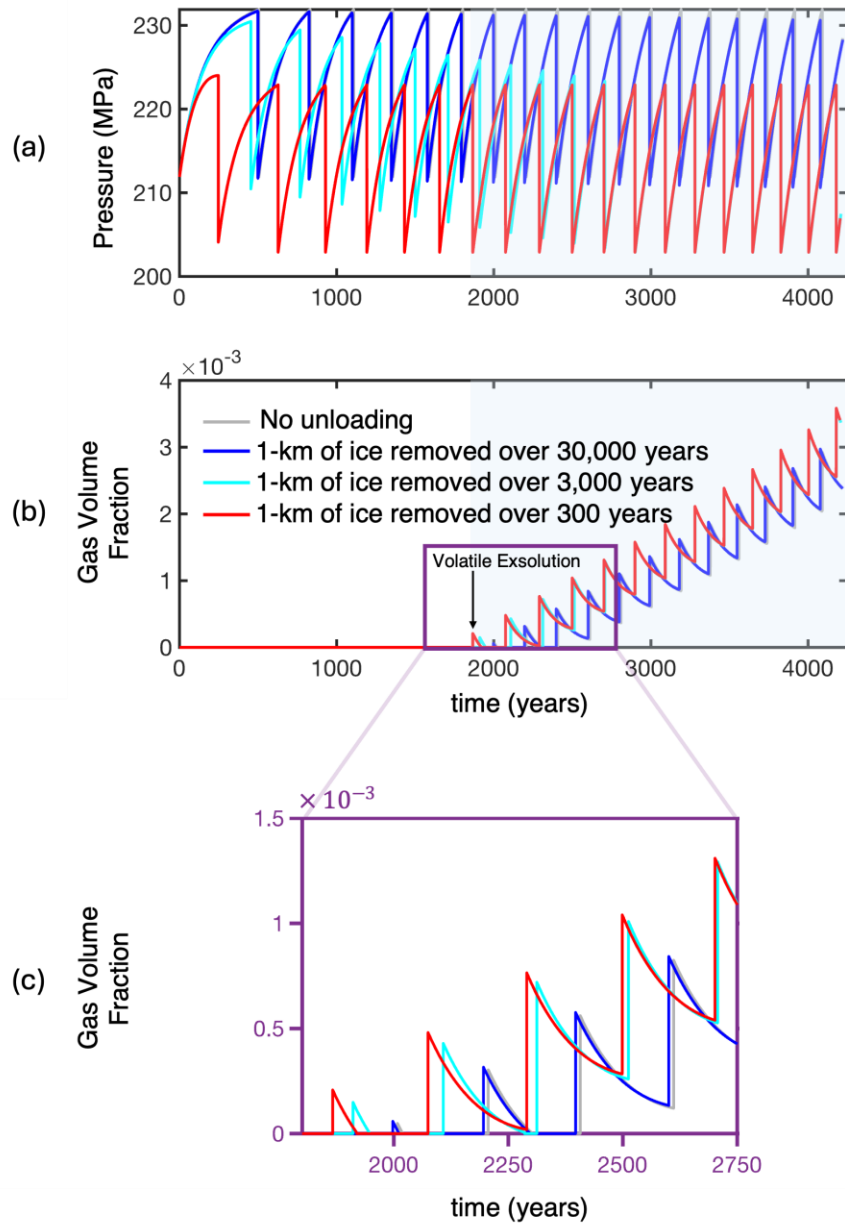 (a)
Pressure (MPa)
230
220
210
200
0 1000 2000 3000 4000
(b)
Gas Volume
Fraction
×10⁻³
4
3
2
1
0
No unloading
1-km of ice removed over 30,000 years
1-km of ice removed over 3,000 years
1-km of ice removed over 300 years
Volatile Exsolution
0 1000 2000 3000 4000
time (years)
(c)
Gas Volume
Fraction
× 10⁻³
1.5
1
0.5
0
2000 2250 2500 2750
time (years)